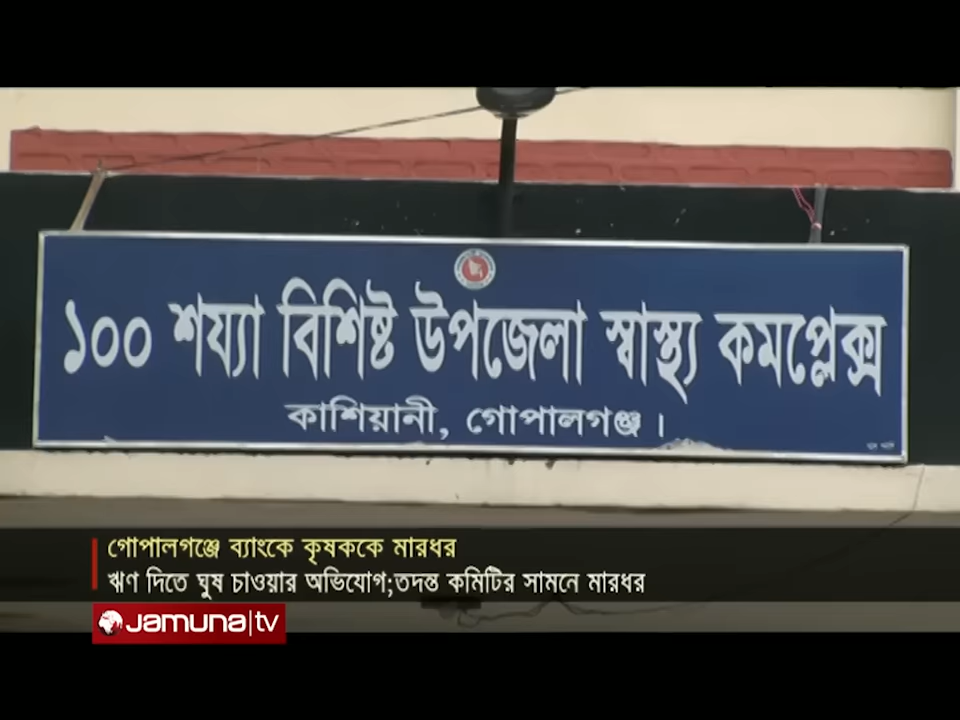 ১০০ শয্যা বিশিষ্ট উপজেলা স্বাস্থ্য কমপ্লেক্স
কাশিয়ানী, গোপালগঞ্জ।
গোপালগঞ্জে ব্যাংকে কৃষককে মারধর
ঋণ দিতে ঘুষ চাওয়ার অভিযোগ;তদন্ত কমিটির সামনে মারধর
Jamuna|tv